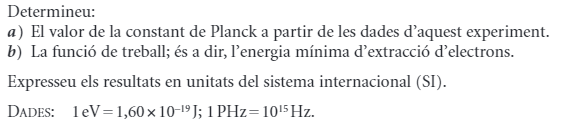 Determineu:
a) El valor de la constant de Planck a partir de les dades d'aquest experiment.
b) La funció de treball; és a dir, l'energia mínima d'extracció d'electrons.
Expresseu els resultats en unitats del sistema internacional (SI).
DADES: 1 eV = 1,60 × 10⁻¹⁹ J; 1 PHz = 10¹⁵ Hz.